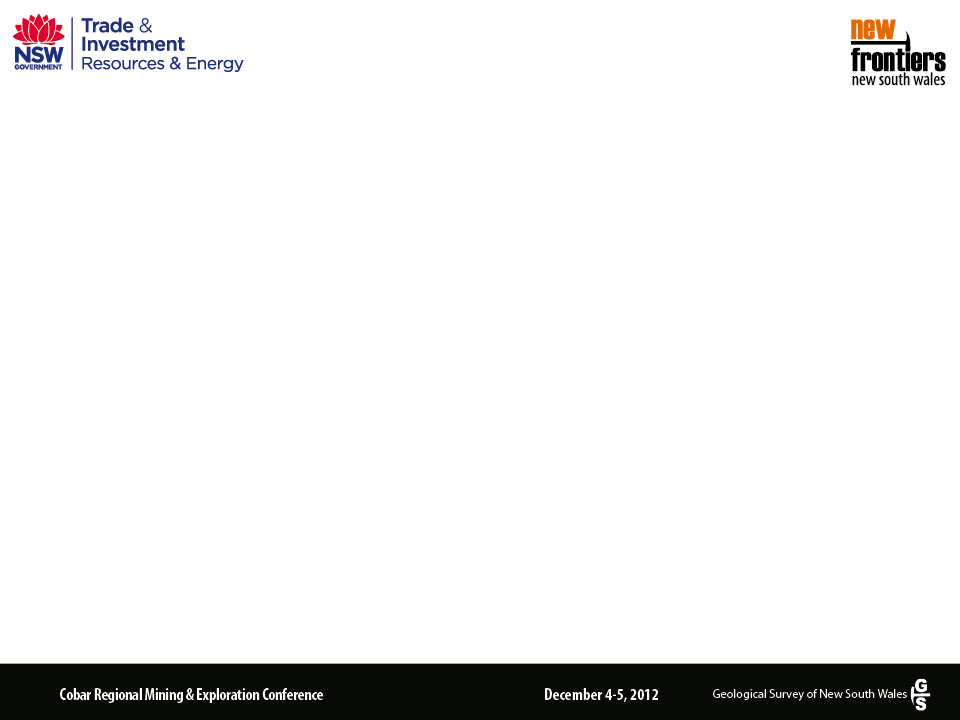 NSW
GOVERNMENT
Trade &
Investment
Resources & Energy
new
frontiers
new south wales
Cobar Regional Mining & Exploration Conference
December 4-5, 2012
Geological Survey of New South Wales
G
S